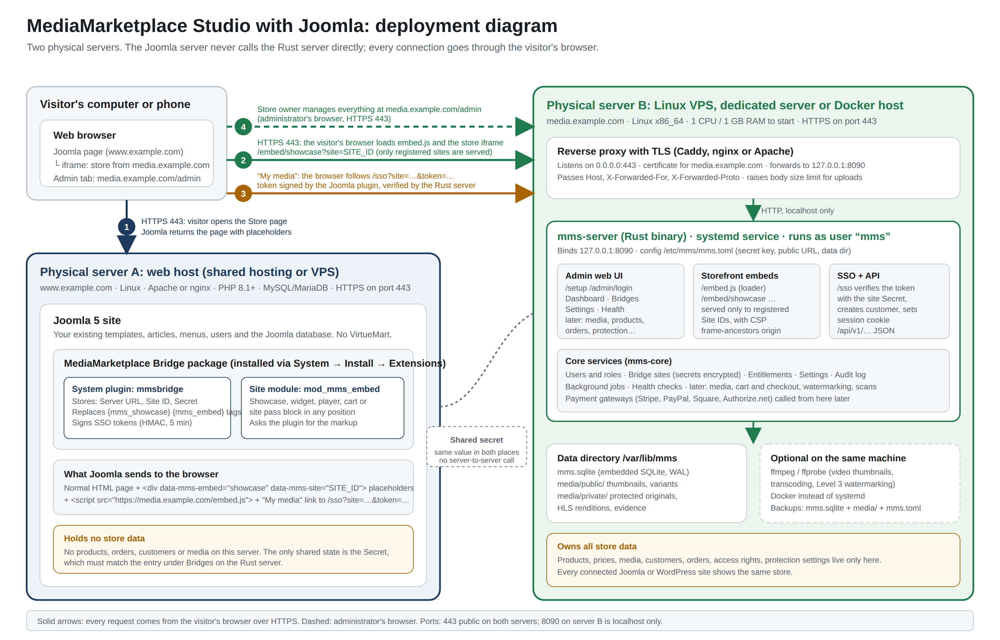 MediaMarketplace Studio with Joomla: deployment diagram
Two physical servers. The Joomla server never calls the Rust server directly; every connection goes through the visitor's browser.
Visitor's computer or phone
Web browser
Joomla page (www.example.com)
└ iframe: store from media.example.com
Admin tab: media.example.com/admin
Store owner manages everything at media.example.com/admin
(administrator's browser, HTTPS 443)
4
HTTPS 443: the visitor's browser loads embed.js and the store iframe
/embed/showcase?site=SITE_ID (only registered sites are served)
2
“My media”: the browser follows /sso?site=…&token=…
token signed by the Joomla plugin, verified by the Rust server
3
1
HTTPS 443: visitor opens the Store page
Joomla returns the page with placeholders
Physical server A: web host (shared hosting or VPS)
www.example.com · Linux · Apache or nginx · PHP 8.1+ · MySQL/MariaDB · HTTPS on port 443
Joomla 5 site
Your existing templates, articles, menus, users and the Joomla database. No VirtueMart.
MediaMarketplace Bridge package (installed via System → Install → Extensions)
System plugin: mmsbridge
Stores: Server URL, Site ID, Secret
Replaces {mms_showcase} {mms_embed} tags
Signs SSO tokens (HMAC, 5 min)
Site module: mod_mms_embed
Showcase, widget, player, cart or
site pass block in any position
Asks the plugin for the markup
What Joomla sends to the browser
Normal HTML page + <div data-mms-embed="showcase" data-mms-site="SITE_ID"> placeholders
+ <script src="https://media.example.com/embed.js"> + "My media" link to /sso?site=…&token=…
Holds no store data
No products, orders, customers or media on this server. The only shared state is the Secret,
which must match the entry under Bridges on the Rust server.
Shared secret
same value in both places
no server-to-server call
Physical server B: Linux VPS, dedicated server or Docker host
media.example.com · Linux x86_64 · 1 CPU / 1 GB RAM to start · HTTPS on port 443
Reverse proxy with TLS (Caddy, nginx or Apache)
Listens on 0.0.0.0:443 · certificate for media.example.com · forwards to 127.0.0.1:8090
Passes Host, X-Forwarded-For, X-Forwarded-Proto · raises body size limit for uploads
HTTP, localhost only
mms-server (Rust binary) · systemd service · runs as user “mms”
Binds 127.0.0.1:8090 · config /etc/mms/mms.toml (secret key, public URL, data dir)
Admin web UI
/setup /admin/login
Dashboard · Bridges
Settings · Health
later: media, products,
orders, protection…
Storefront embeds
/embed.js (loader)
/embed/showcase …
served only to registered
Site IDs, with CSP
frame-ancestors origin
SSO + API
/sso verifies the token
with the site Secret,
creates customer, sets
session cookie
/api/v1/… JSON
Core services (mms-core)
Users and roles · Bridge sites (secrets encrypted) · Entitlements · Settings · Audit log
Background jobs · Health checks · later: media, cart and checkout, watermarking, scans
Payment gateways (Stripe, PayPal, Square, Authorize.net) called from here later
Data directory /var/lib/mms
mms.sqlite (embedded SQLite, WAL)
media/public/ thumbnails, variants
media/private/ protected originals,
HLS renditions, evidence
Optional on the same machine
ffmpeg / ffprobe (video thumbnails,
transcoding, Level 3 watermarking)
Docker instead of systemd
Backups: mms.sqlite + media/ + mms.toml
Owns all store data
Products, prices, media, customers, orders, access rights, protection settings live only here.
Every connected Joomla or WordPress site shows the same store.
Solid arrows: every request comes from the visitor's browser over HTTPS. Dashed: administrator's browser. Ports: 443 public on both servers; 8090 on server B is localhost only.